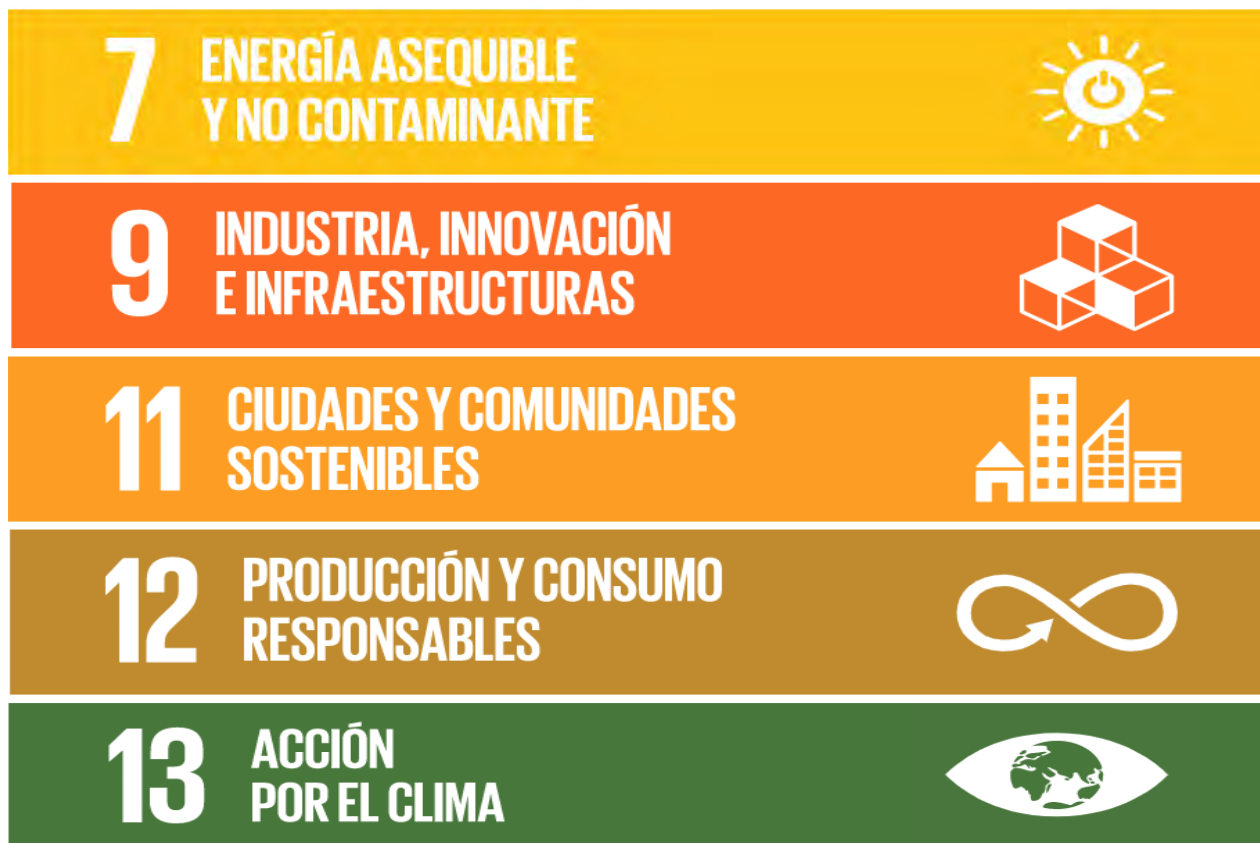 7 ENERGÍA ASEQUIBLE
Y NO CONTAMINANTE
9 INDUSTRIA, INNOVACIÓN
E INFRAESTRUCTURAS
11 CIUDADES Y COMUNIDADES
SOSTENIBLES
12 PRODUCCIÓN Y CONSUMO
RESPONSABLES
13 ACCIÓN
POR EL CLIMA